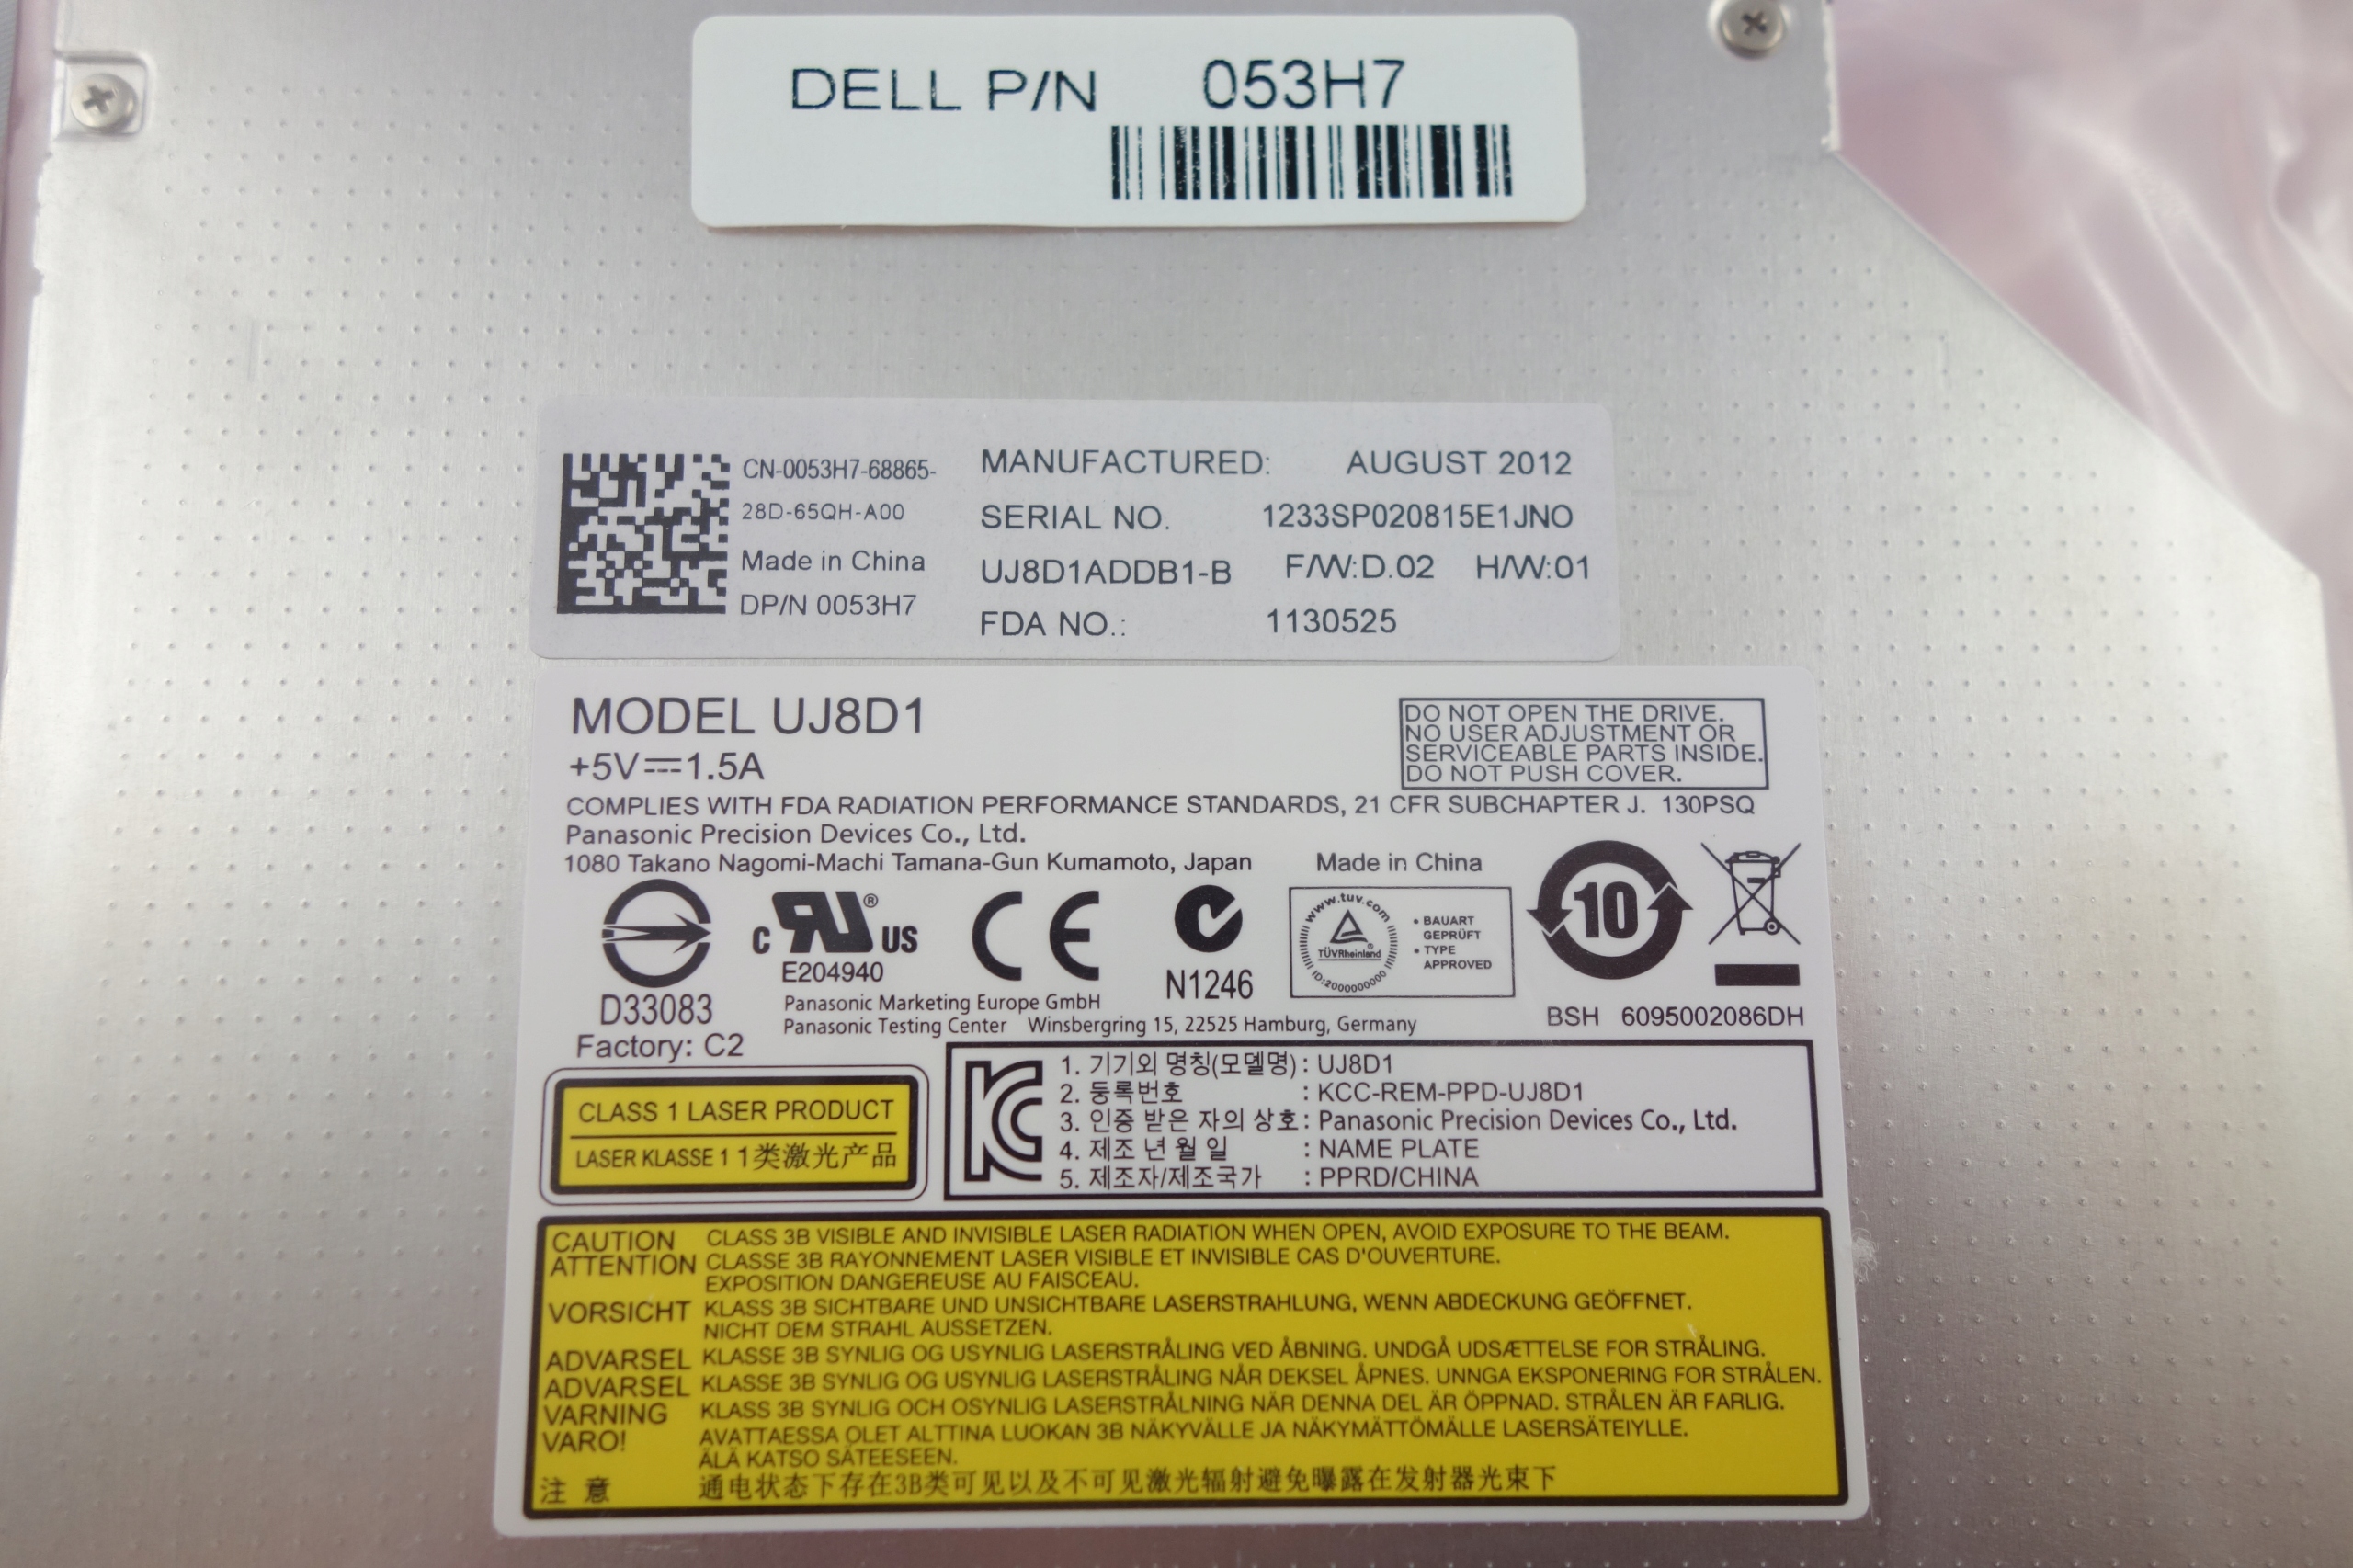 DELL P/N 053H7
CN-0053H7-68865-
28D-65QH-A00
Made in China
DP/N 0053H7
MANUFACTURED: AUGUST 2012
SERIAL NO. 1233SP020815E1JNO
UJ8D1ADDB1-B F/W:D.02 H/W:01
FDA NO.: 1130525
MODEL UJ8D1
+5V⎓1.5A
DO NOT OPEN THE DRIVE.
NO USER ADJUSTMENT OR
SERVICEABLE PARTS INSIDE.
DO NOT PUSH COVER.
COMPLIES WITH FDA RADIATION PERFORMANCE STANDARDS, 21 CFR SUBCHAPTER J. 130PSQ
Panasonic Precision Devices Co., Ltd.
1080 Takano Nagomi-Machi Tamana-Gun Kumamoto, Japan Made in China
D33083
Factory: C2
C RU ® US
E204940
CE
N1246
www.tuv.com
TÜVRheinland ®
ID:2000000000
• BAUART
GEPRÜFT
• TYPE
APPROVED
10
Panasonic Marketing Europe GmbH
Panasonic Testing Center Winsbergring 15, 22525 Hamburg, Germany
BSH 6095002086DH
CLASS 1 LASER PRODUCT
LASER KLASSE 1 1类激光产品
1. 기기의 명칭(모델명) : UJ8D1
2. 등록번호 : KCC-REM-PPD-UJ8D1
3. 인증 받은 자의 상호 : Panasonic Precision Devices Co., Ltd.
4. 제조 년 월 일 : NAME PLATE
5. 제조자/제조국가 : PPRD/CHINA
CAUTION CLASS 3B VISIBLE AND INVISIBLE LASER RADIATION WHEN OPEN, AVOID EXPOSURE TO THE BEAM.
ATTENTION CLASSE 3B RAYONNEMENT LASER VISIBLE ET INVISIBLE CAS D'OUVERTURE.
EXPOSITION DANGEREUSE AU FAISCEAU.
VORSICHT KLASS 3B SICHTBARE UND UNSICHTBARE LASERSTRAHLUNG, WENN ABDECKUNG GEÖFFNET.
NICHT DEM STRAHL AUSSETZEN.
ADVARSEL KLASSE 3B SYNLIG OG USYNLIG LASERSTRÅLING VED ÅBNING. UNDGÅ UDSÆTTELSE FOR STRÅLING.
ADVARSEL KLASSE 3B SYNLIG OG USYNLIG LASERSTRÅLING NÅR DEKSEL ÅPNES. UNNGA EKSPONERING FOR STRÅLEN.
VARNING KLASS 3B SYNLIG OCH OSYNLIG LASERSTRÅLNING NÄR DENNA DEL ÄR ÖPPNAD. STRÅLEN ÄR FARLIG.
VARO! AVATTAESSA OLET ALTTINA LUOKAN 3B NÄKYVÄLLE JA NÄKYMÄTTÖMÄLLE LASERSÄTEIYLLE.
ÄLÄ KATSO SÄTEESEEN.
注意 通电状态下存在3B类可见以及不可见激光辐射避免曝露在发射器光束下